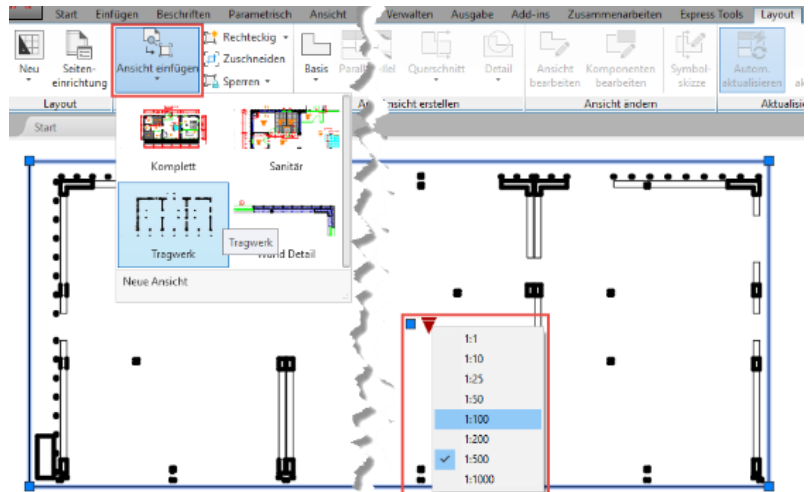 Start Einfügen Beschriften Parametrisch Ansicht Verwalten Ausgabe Add-ins Zusammenarbeiten Express Tools Layout
Neu
Seiten-
einrichtung
Ansicht einfügen
Rechteckig
Zuschneiden
Sperren
Basis
Querschnitt
Detail
Ansicht
bearbeiten
Komponenten
bearbeiten
Symbol-
skizze
Autom.
aktualisieren
Layout
nsicht erstellen
Ansicht ändern
Start
Komplett
Sanitär
Tragwerk
Tragwerk
Detail
Neue Ansicht
1:1
1:10
1:25
1:50
1:100
1:200
1:500
1:1000